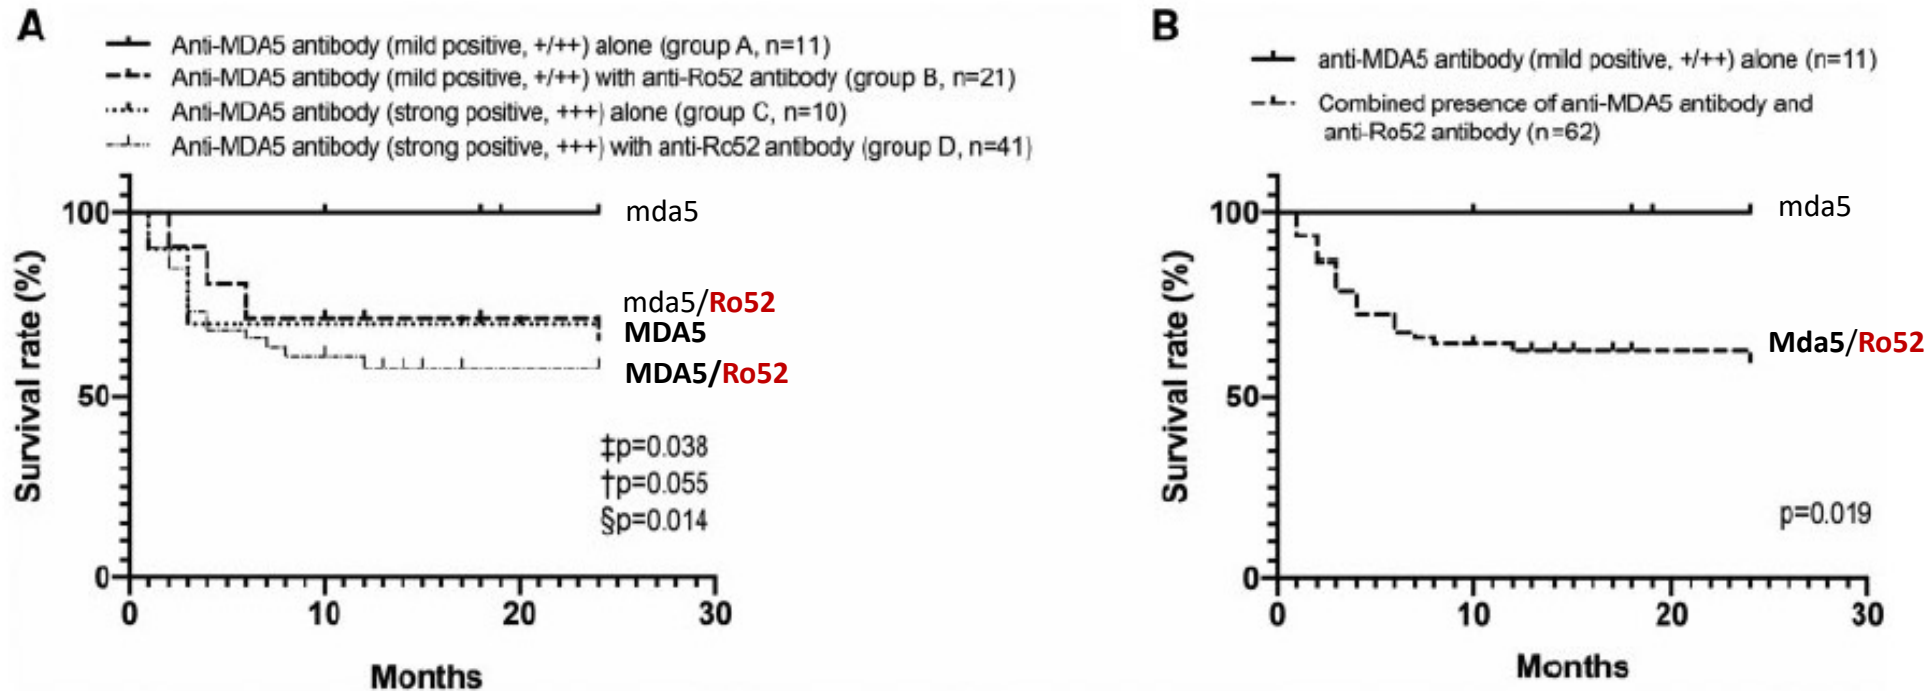 A
Anti-MDA5 antibody (mild positive, +/++) alone (group A, n=11)
Anti-MDA5 antibody (mild positive, +/++) with anti-Ro52 antibody (group B, n=21)
Anti-MDA5 antibody (strong positive, +++) alone (group C, n=10)
Anti-MDA5 antibody (strong positive, +++) with anti-Ro52 antibody (group D, n=41)
100
50
0
Survival rate (%)
mda5
mda5/Ro52
MDA5
MDA5/Ro52
‡p=0.038
†p=0.055
§p=0.014
0 10 20 30
Months
B
anti-MDA5 antibody (mild positive, +/++) alone (n=11)
Combined presence of anti-MDA5 antibody and
anti-Ro52 antibody (n=62)
100
50
0
Survival rate (%)
mda5
Mda5/Ro52
p=0.019
0 10 20 30
Months